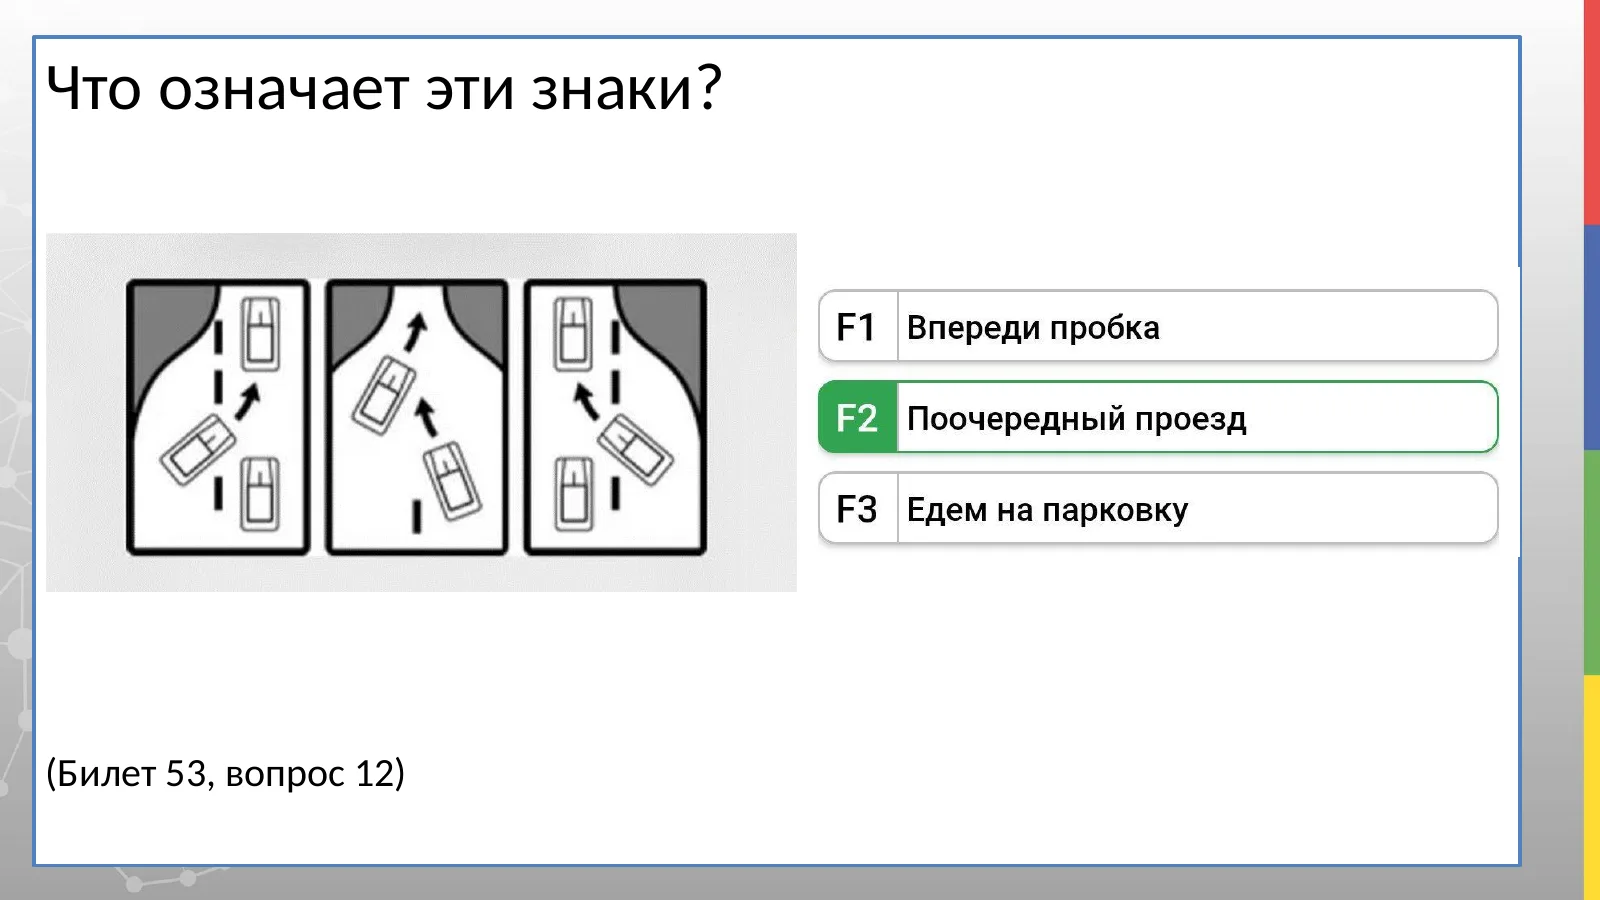 Что означает эти знаки?
F1 Впереди пробка
F2 Поочередный проезд
F3 Едем на парковку
(Билет 53, вопрос 12)